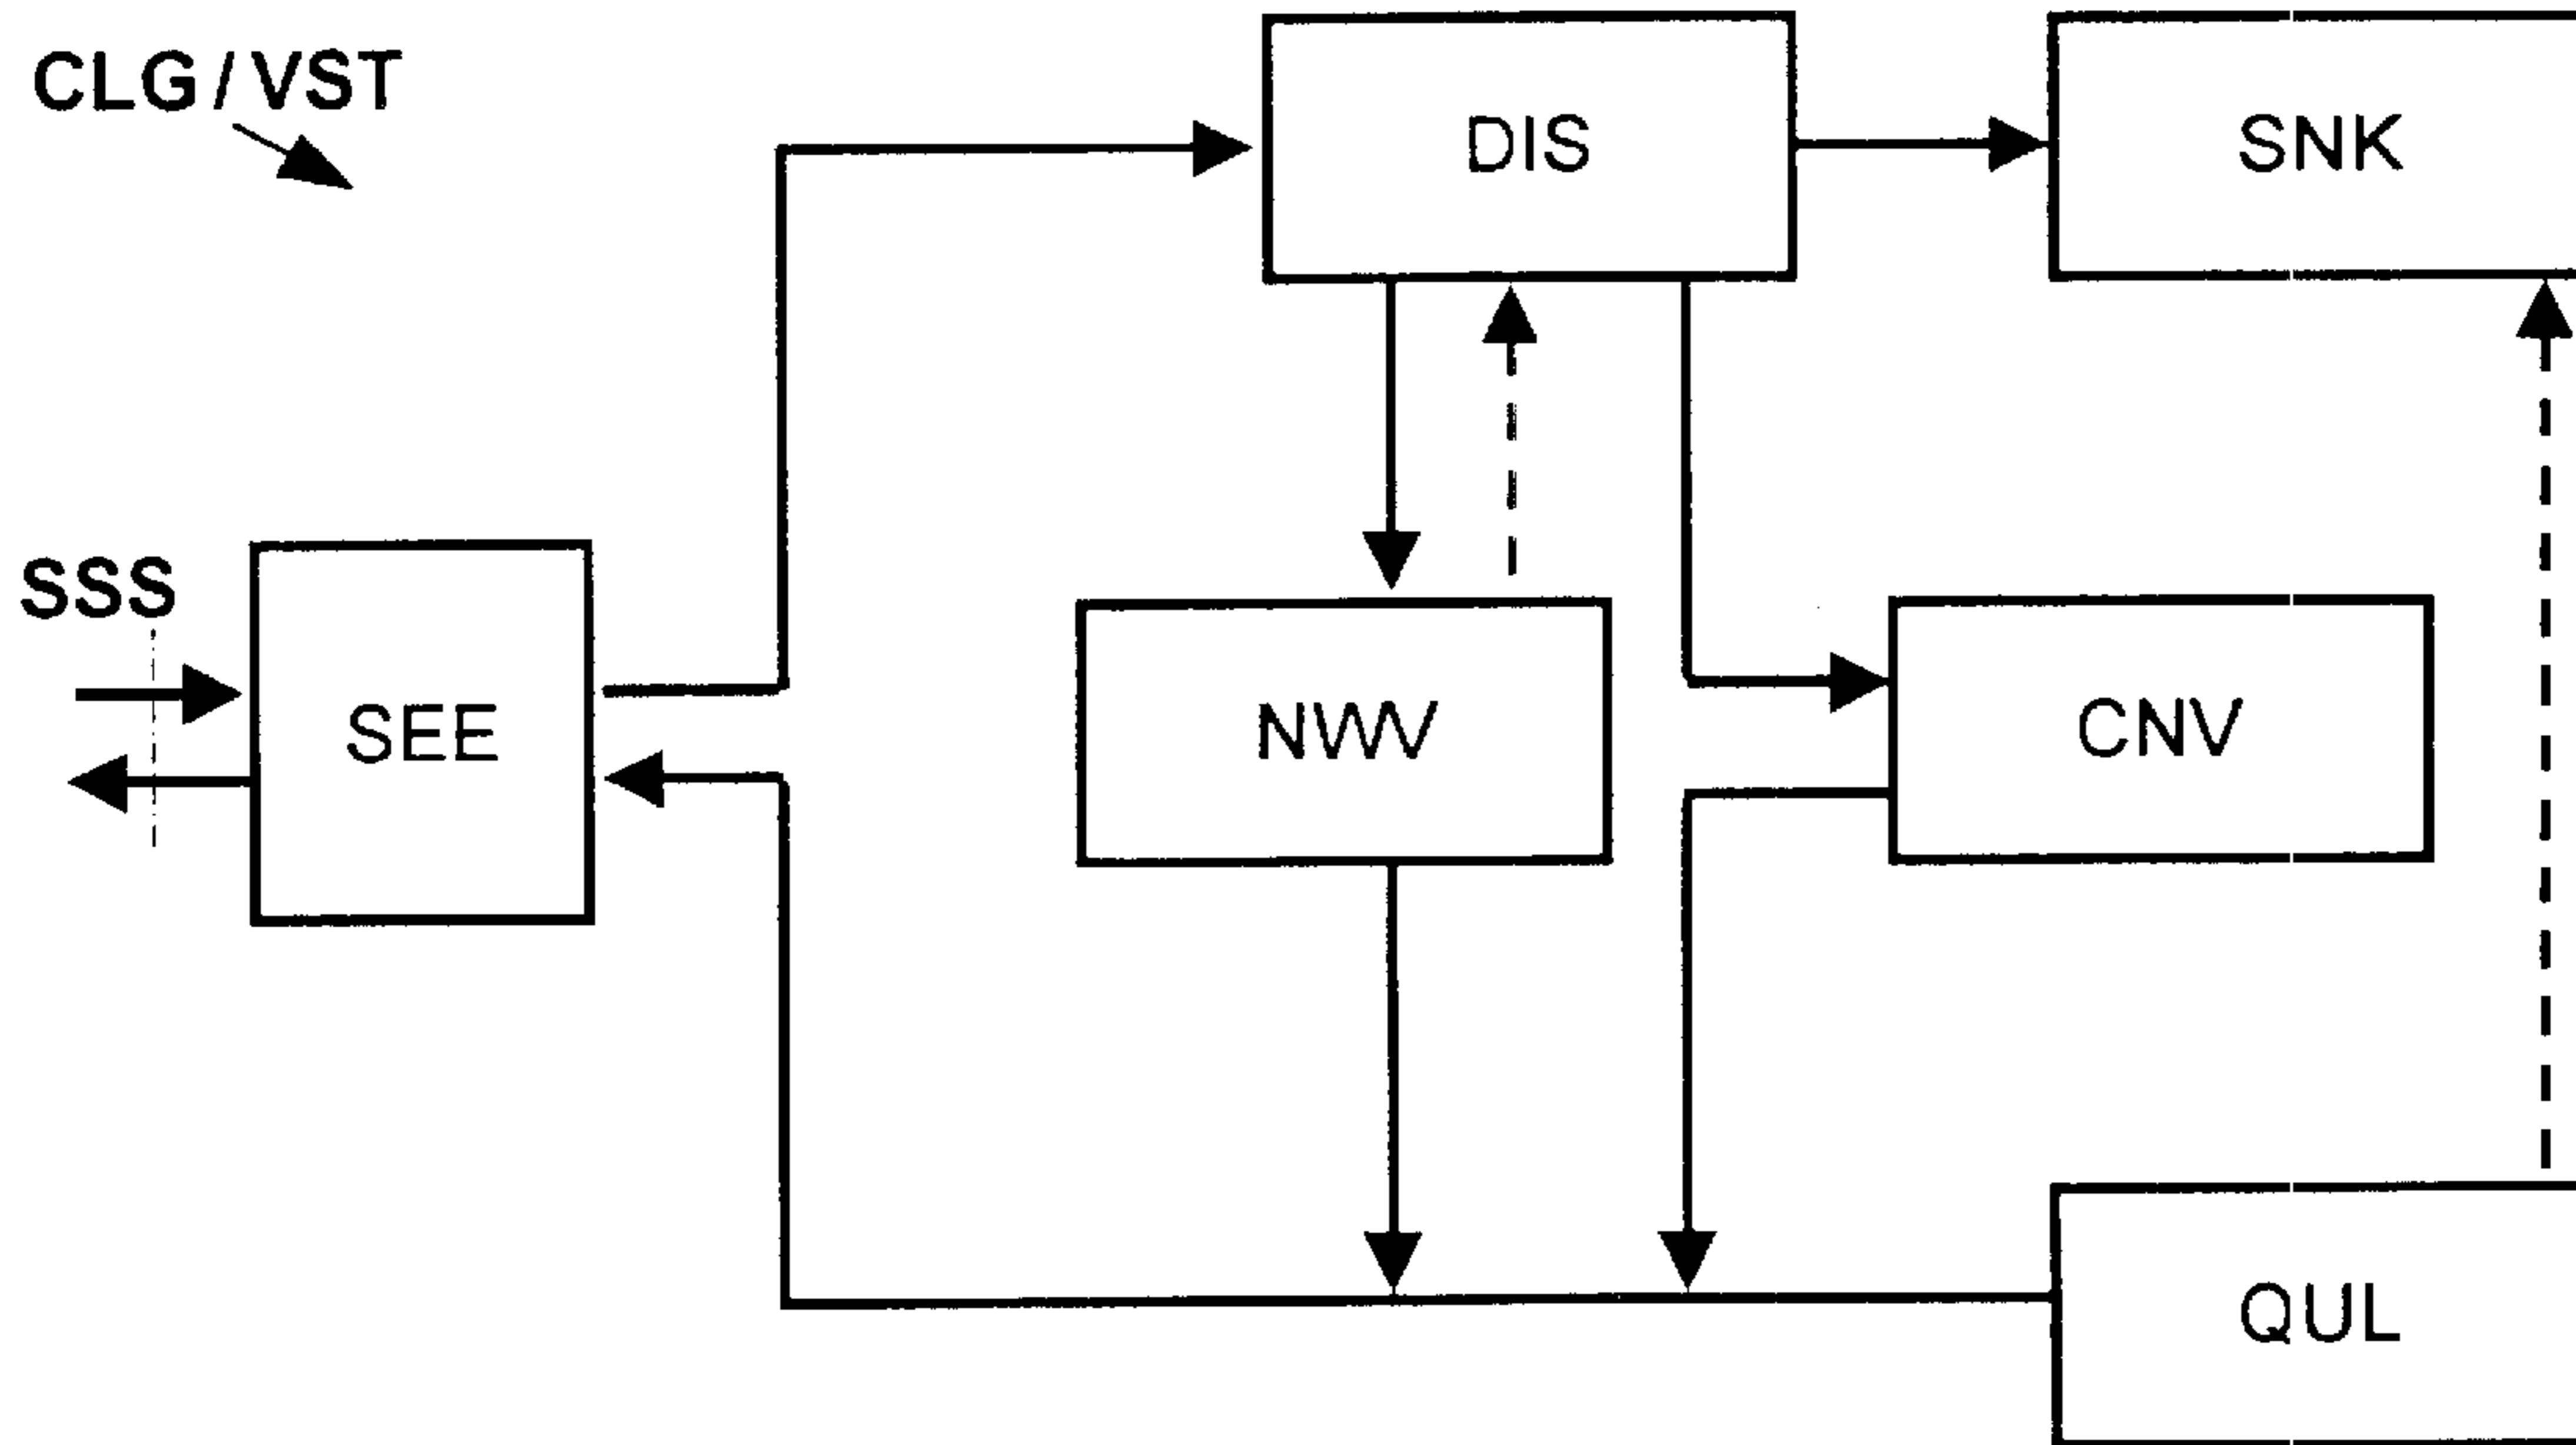 CLG / VST
DIS
SNK
SSS
SEE
NWV
CNV
QUL